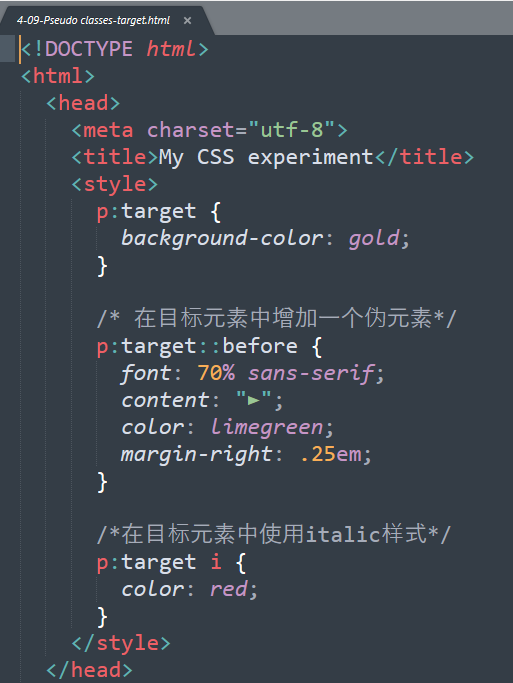 4-09-Pseudo classes-target.html ×
<!DOCTYPE html>
<html>
<head>
<meta charset="utf-8">
<title>My CSS experiment</title>
<style>
p:target {
background-color: gold;
}
/* 在目标元素中增加一个伪元素*/
p:target::before {
font: 70% sans-serif;
content: "►";
color: limegreen;
margin-right: .25em;
}
/*在目标元素中使用italic样式*/
p:target i {
color: red;
}
</style>
</head>